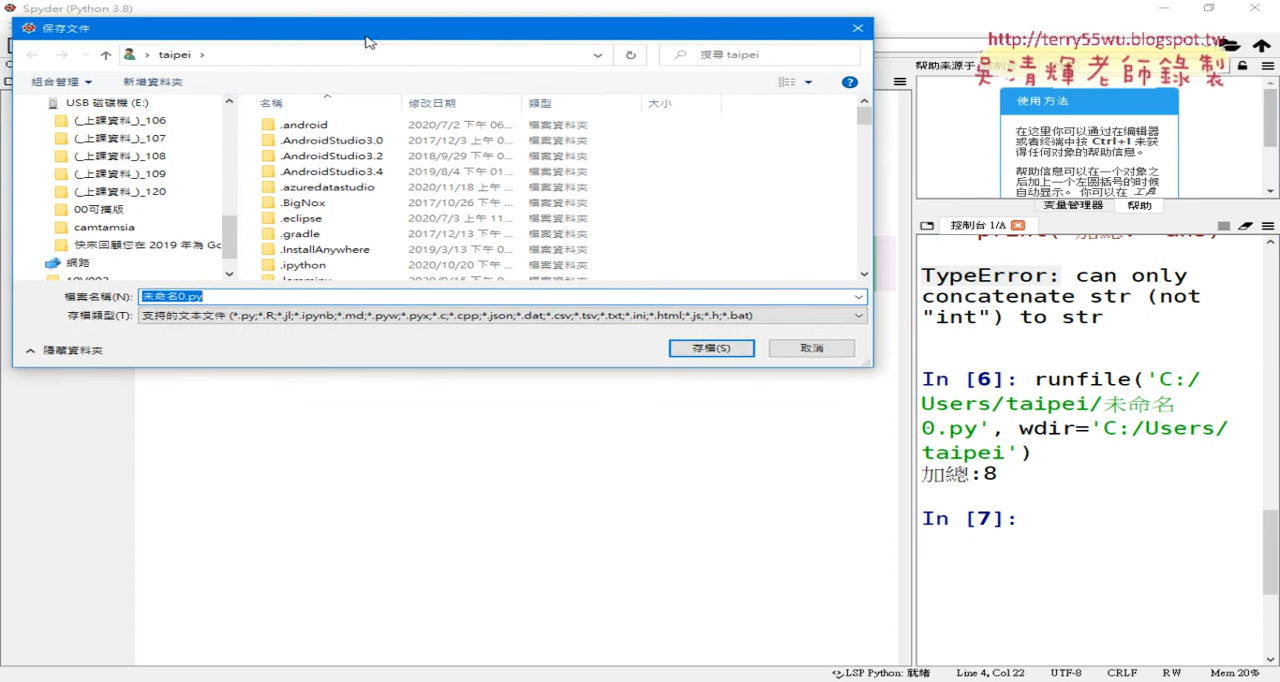 Spyder (Python 3.8)
保存文件
http://terry55wu.blogspot.tw
吳清輝老師錄製
taipei
搜尋 taipei
帮助来源于
組合管理
新增資料夾
名稱
修改日期
類型
大小
USB 磁碟機 (E:)
(_上課資料_)_106
(_上課資料_)_107
(_上課資料_)_108
(_上課資料_)_109
(_上課資料_)_120
00可攜版
camtamsia
快來回顧您在 2019 年為 Go
網路
.android
2020/7/2 下午 06...
檔案資料夾
.AndroidStudio3.0
2017/12/3 上午 0...
檔案資料夾
.AndroidStudio3.2
2018/9/29 下午 0...
檔案資料夾
.AndroidStudio3.4
2019/8/4 下午 01...
檔案資料夾
.azuredatastudio
2020/11/18 上午 ...
檔案資料夾
.BigNox
2017/10/26 下午 ...
檔案資料夾
.eclipse
2020/7/3 上午 11...
檔案資料夾
.gradle
2017/12/13 下午 ...
檔案資料夾
.InstallAnywhere
2019/3/13 下午 0...
檔案資料夾
.ipython
2020/10/20 下午 ...
檔案資料夾
檔案名稱(N):
未命名0.py
存檔類型(T):
支持的文本文件 (*.py;*.R;*.jl;*.ipynb;*.md;*.pyw;*.pyx;*.c;*.cpp;*.json;*.dat;*.csv;*.tsv;*.txt;*.ini;*.html;*.js;*.h;*.bat)
隱藏資料夾
存檔(S)
取消
使用方法
在这里你可以通过在编辑器
或者终端中按 Ctrl+I 来获
得任何对象的帮助信息。
帮助信息可以在一个对象之
后加上一个左圆括号的时候
自动显示。 你可以在 工具
变量管理器
帮助
控制台 1/A
TypeError: can only
concatenate str (not
"int") to str
In [6]: runfile('C:/
Users/taipei/未命名
0.py', wdir='C:/Users/
taipei')
加總:8
In [7]:
LSP Python: 就绪
Line 4, Col 22
UTF-8
CRLF
RW
Mem 20%